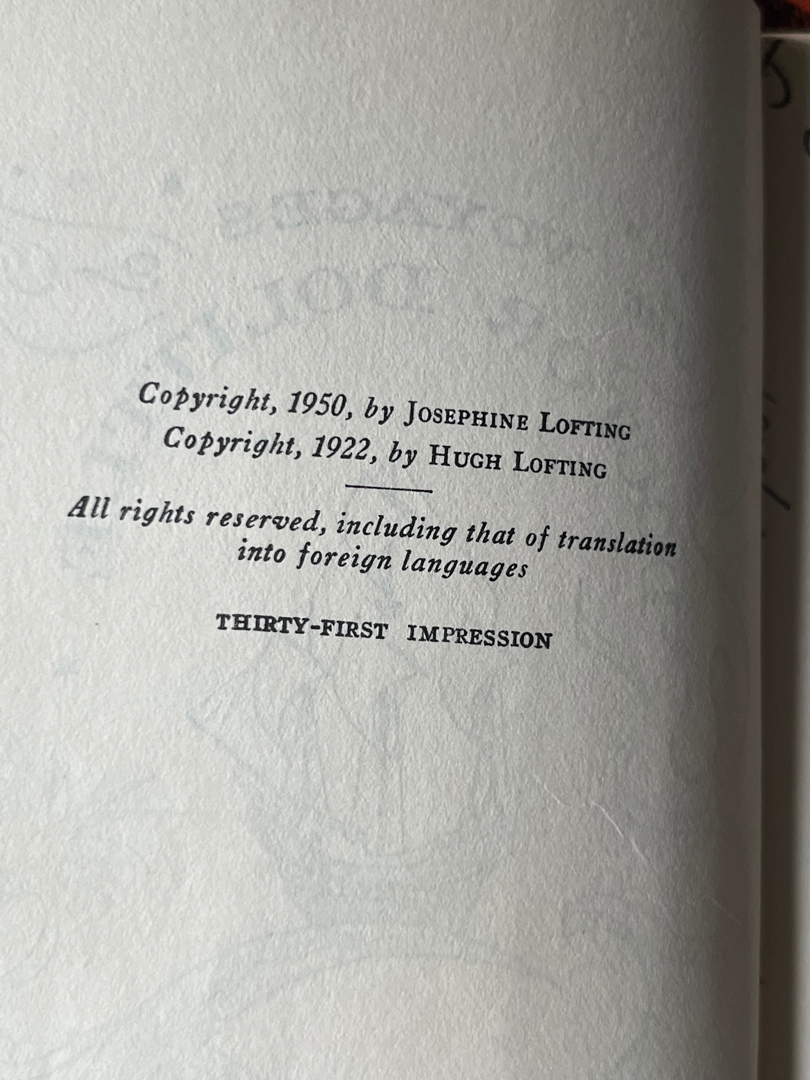 Copyright, 1950, by JOSEPHINE LOFTING
Copyright, 1922, by HUGH LOFTING
All rights reserved, including that of translation
into foreign languages
THIRTY-FIRST IMPRESSION